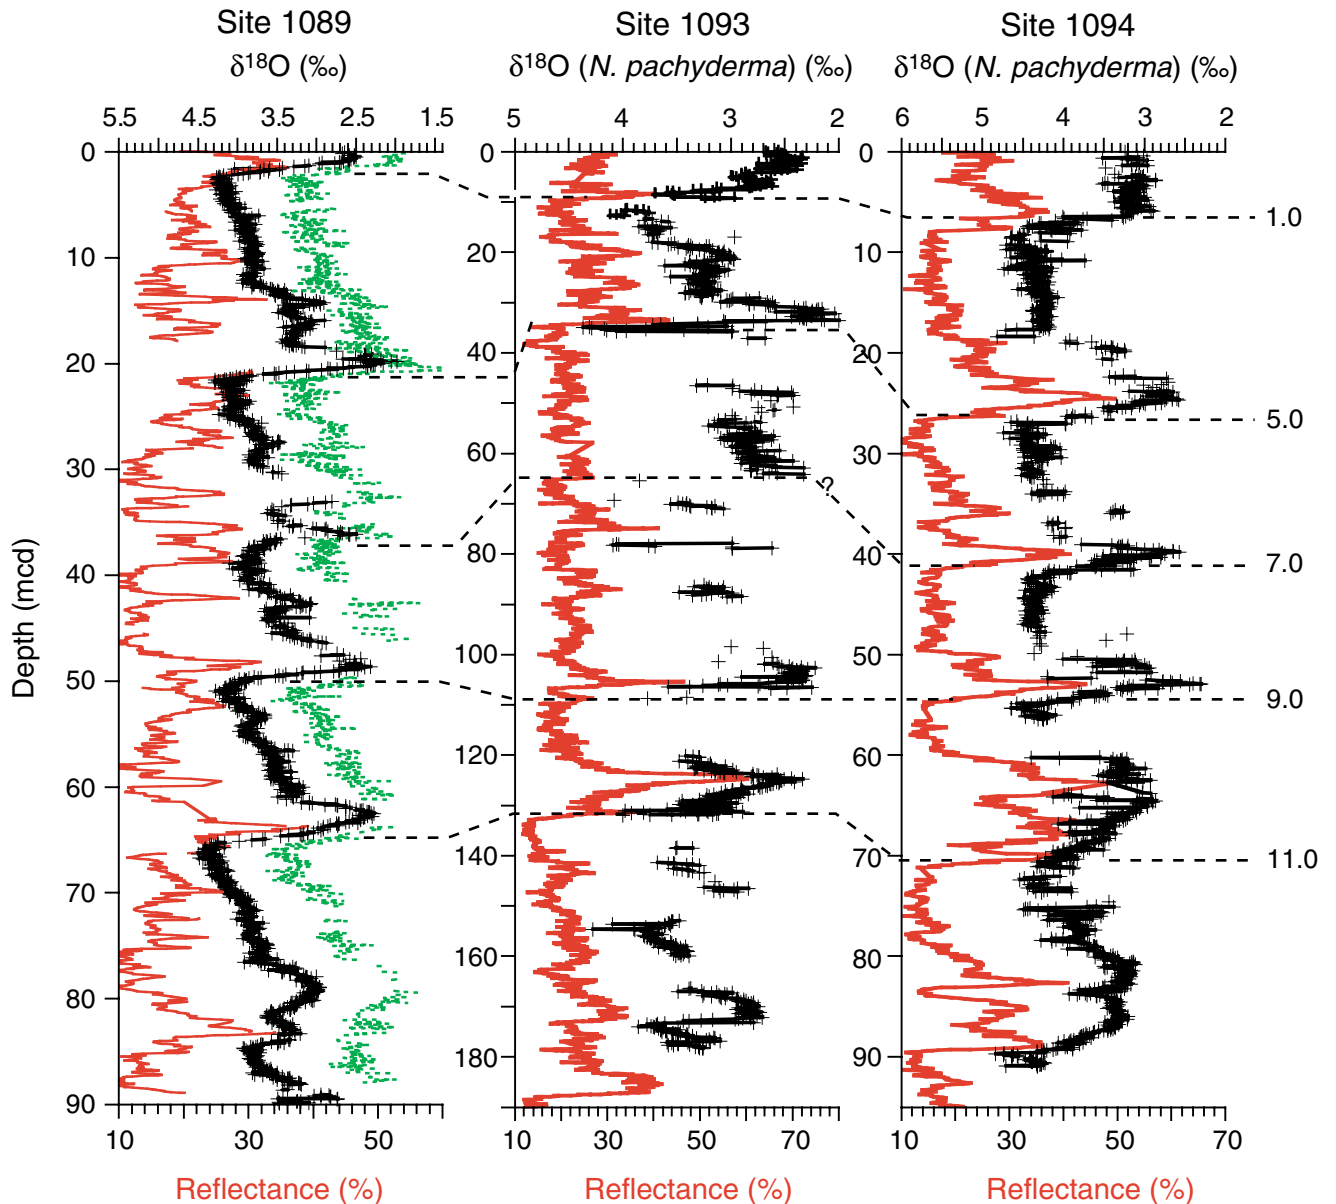 Site 1089 Site 1093 Site 1094
δ¹⁸O (‰) δ¹⁸O (N. pachyderma) (‰) δ¹⁸O (N. pachyderma) (‰)
5.5 4.5 3.5 2.5 1.5 5 4 3 2 6 5 4 3 2
0 0 0
1.0
10 20 10
20 40 20
5.0
30 60 30
?
40 80 40
7.0
50 100 50
9.0
60 120 60
70 140 70
11.0
80 160 80
90 180 90
Depth (mcd)
10 30 50 10 30 50 70 10 30 50 70
Reflectance (%) Reflectance (%) Reflectance (%)